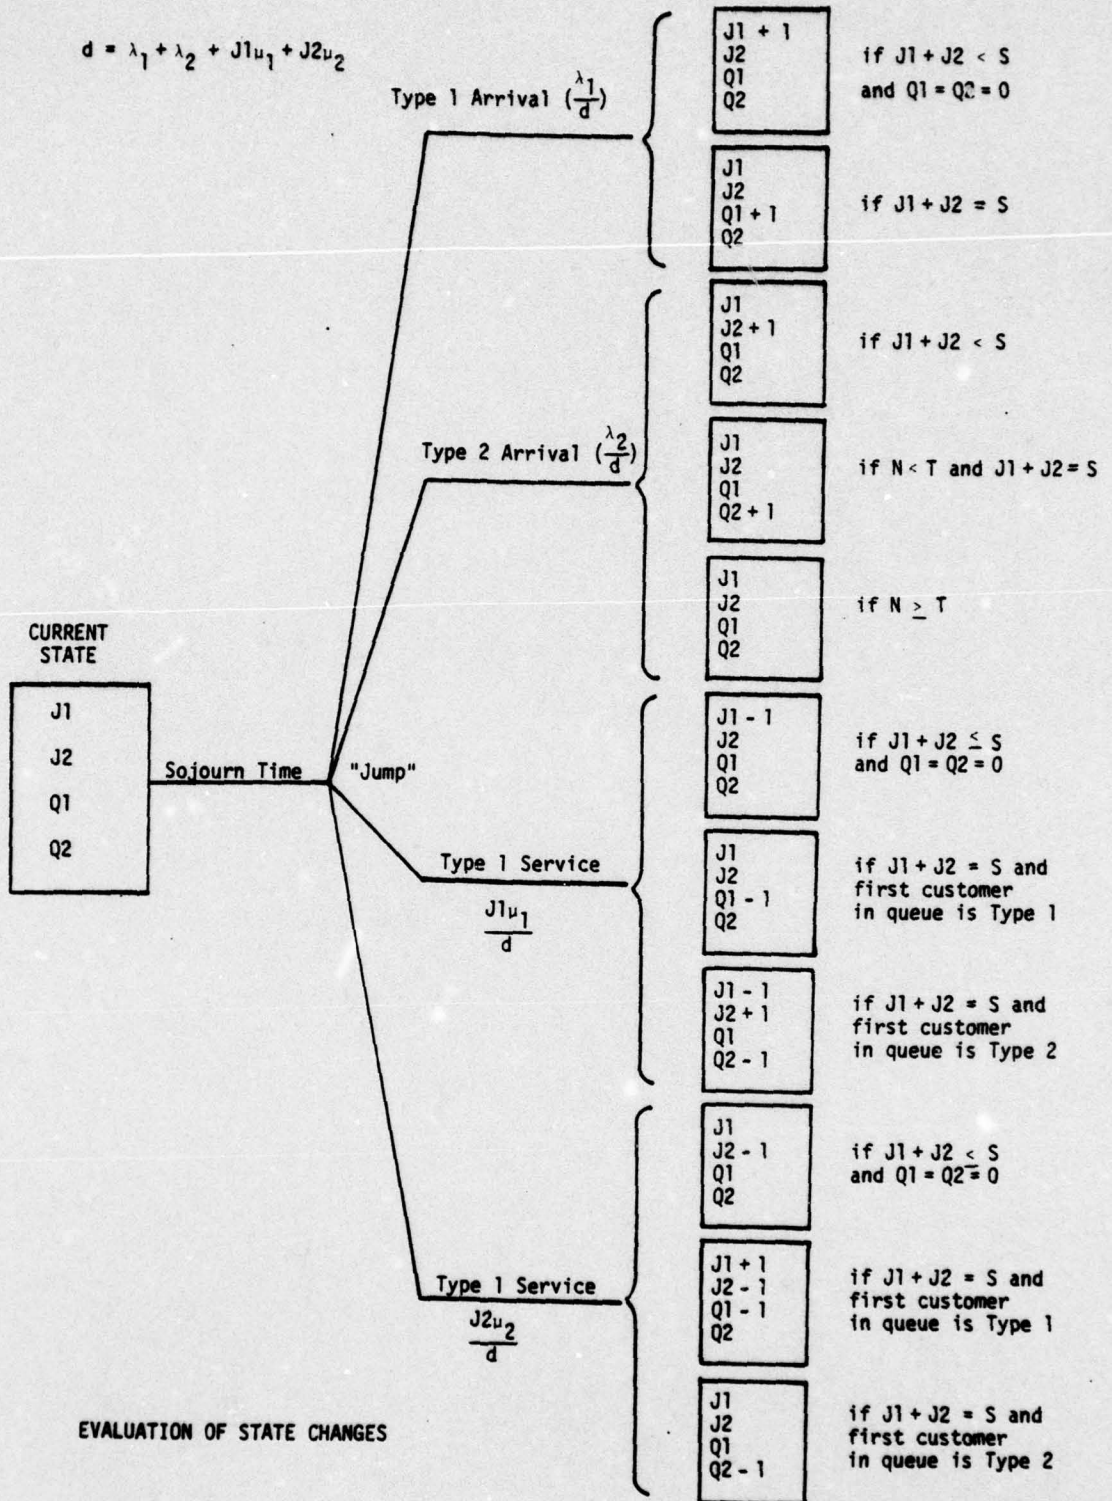 d = λ₁ + λ₂ + J1μ₁ + J2μ₂
Type 1 Arrival (λ₁/d)
J1 + 1
J2
Q1
Q2
if J1 + J2 < S
and Q1 = Q2 = 0
J1
J2
Q1 + 1
Q2
if J1 + J2 = S
Type 2 Arrival (λ₂/d)
J1
J2 + 1
Q1
Q2
if J1 + J2 < S
J1
J2
Q1
Q2 + 1
if N < T and J1 + J2 = S
J1
J2
Q1
Q2
if N ≥ T
CURRENT
STATE
J1
J2
Q1
Q2
Sojourn Time
"Jump"
Type 1 Service
J1μ₁
d
J1 - 1
J2
Q1
Q2
if J1 + J2 ≤ S
and Q1 = Q2 = 0
J1
J2
Q1 - 1
Q2
if J1 + J2 = S and
first customer
in queue is Type 1
J1 - 1
J2 + 1
Q1
Q2 - 1
if J1 + J2 = S and
first customer
in queue is Type 2
Type 1 Service
J2μ₂
d
J1
J2 - 1
Q1
Q2
if J1 + J2 ≤ S
and Q1 = Q2 = 0
J1 + 1
J2 - 1
Q1 - 1
Q2
if J1 + J2 = S and
first customer
in queue is Type 1
J1
J2
Q1
Q2 - 1
if J1 + J2 = S and
first customer
in queue is Type 2
EVALUATION OF STATE CHANGES